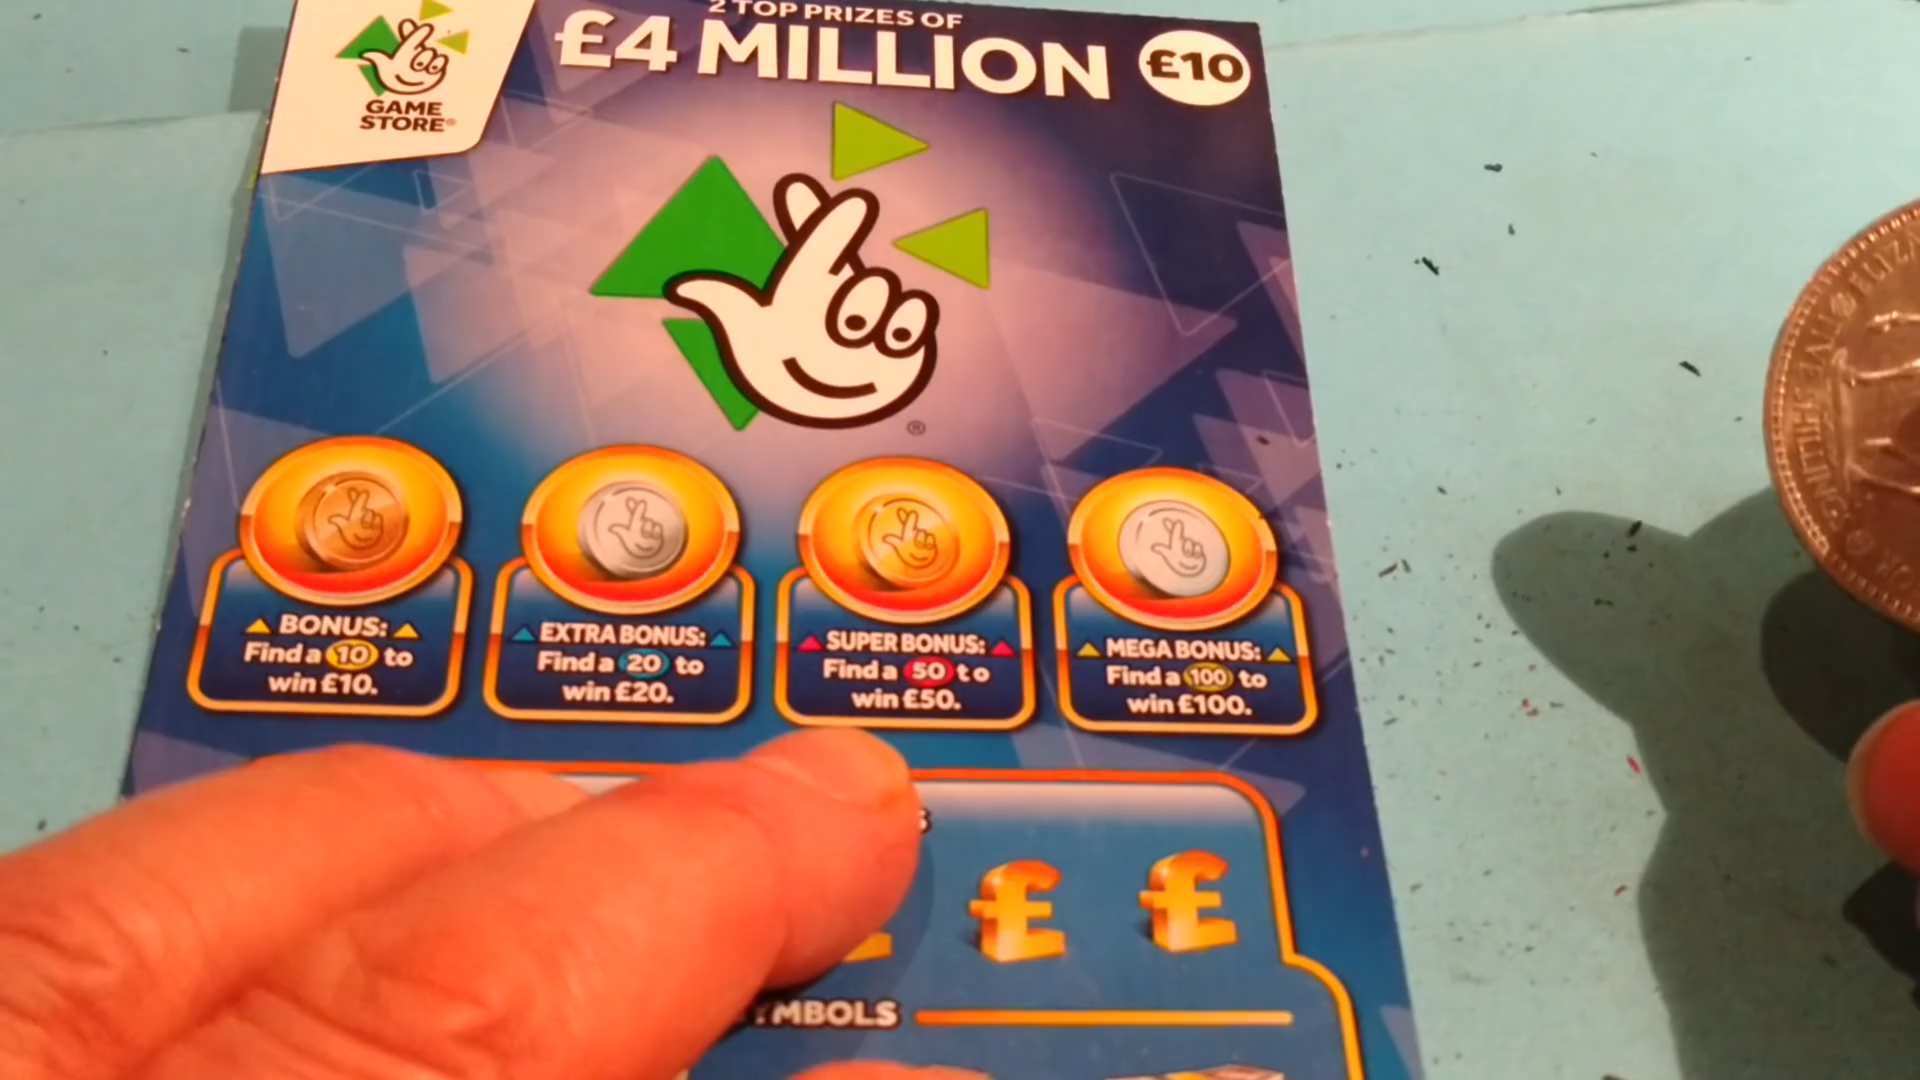 2 TOP PRIZES OF
£4 MILLION
£10
GAME
STORE®
®
BONUS:
Find a 10 to
win £10.
EXTRA BONUS:
Find a 20 to
win £20.
SUPER BONUS:
Find a 50 to
win £50.
MEGA BONUS:
Find a 100 to
win £100.
£ £
YMBOLS